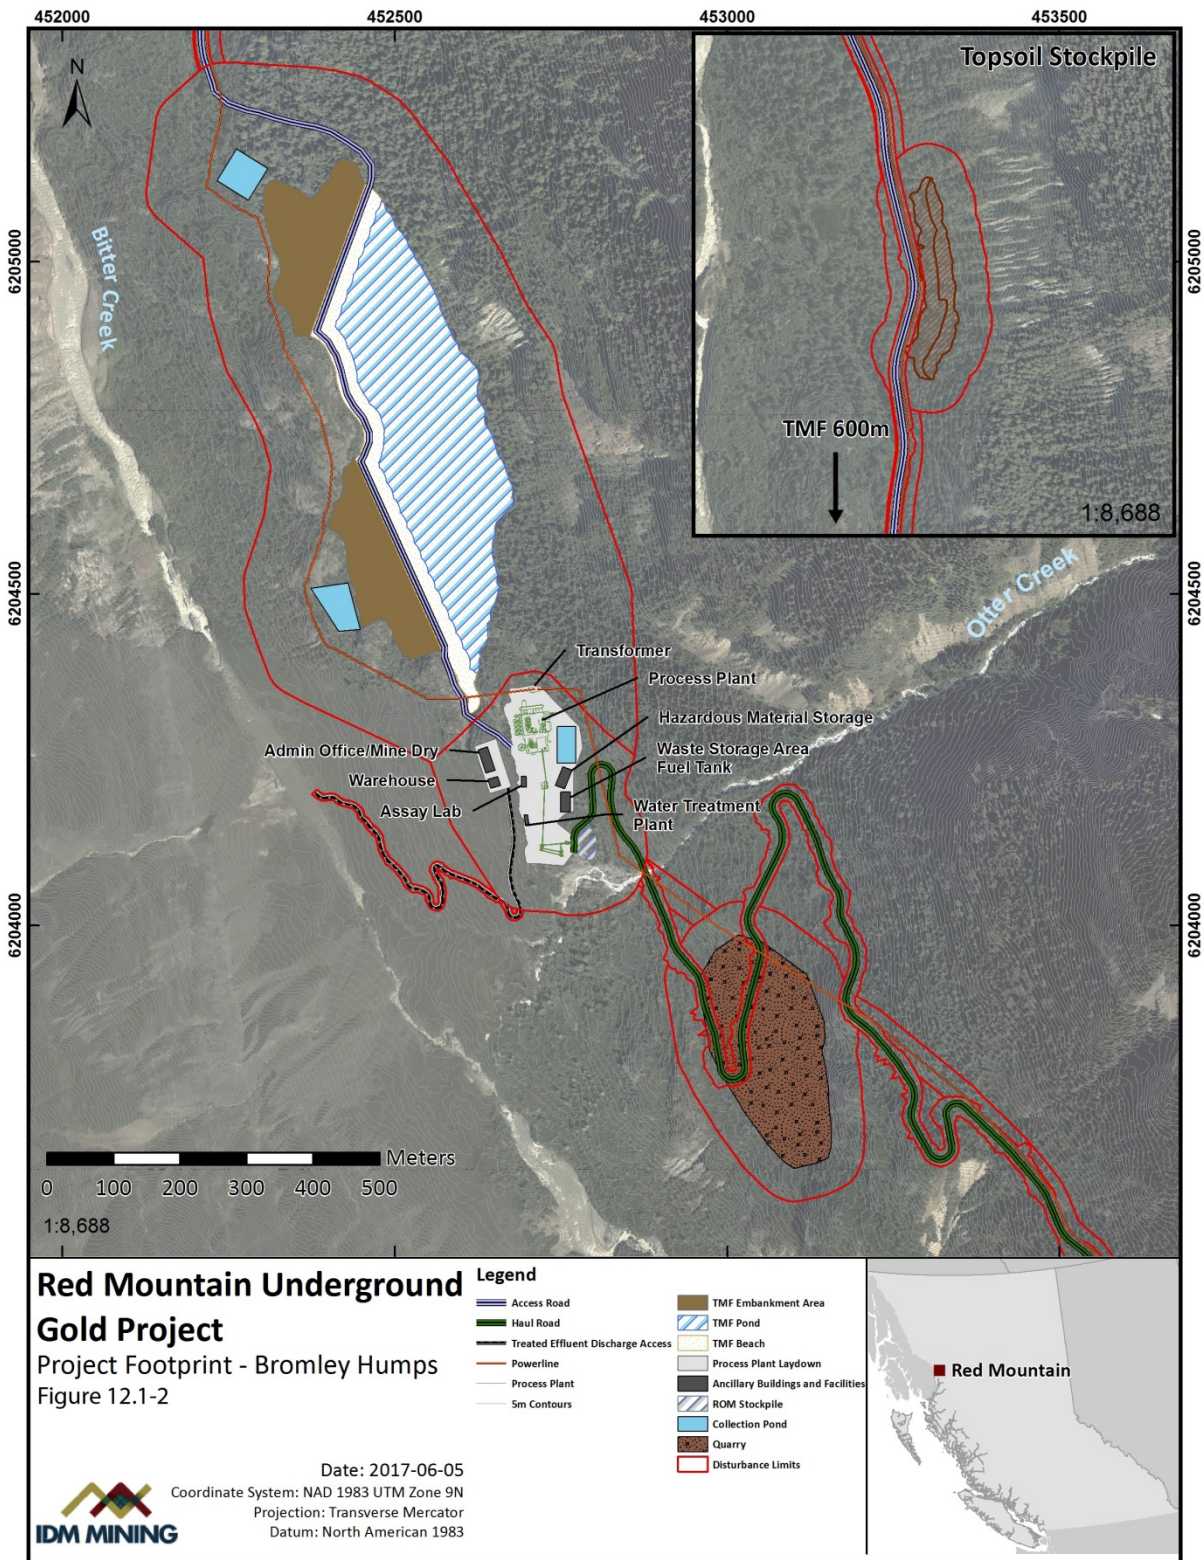 452000
452500
453000
453500
N
Topsoil Stockpile
TMF 600m
1:8,688
6205000
6205000
Bitter Creek
6204500
6204500
Otter Creek
Transformer
Process Plant
Hazardous Material Storage
Admin Office/Mine Dry
Waste Storage Area
Fuel Tank
Warehouse
Assay Lab
Water Treatment
Plant
6204000
6204000
Meters
0
100
200
300
400
500
1:8,688
Red Mountain Underground
Gold Project
Project Footprint - Bromley Humps
Figure 12.1-2
Date: 2017-06-05
Coordinate System: NAD 1983 UTM Zone 9N
Projection: Transverse Mercator
Datum: North American 1983
IDM MINING
Legend
Access Road
Haul Road
Treated Effluent Discharge Access
Powerline
Process Plant
5m Contours
TMF Embankment Area
TMF Pond
TMF Beach
Process Plant Laydown
Ancillary Buildings and Facilities
ROM Stockpile
Collection Pond
Quarry
Disturbance Limits
Red Mountain